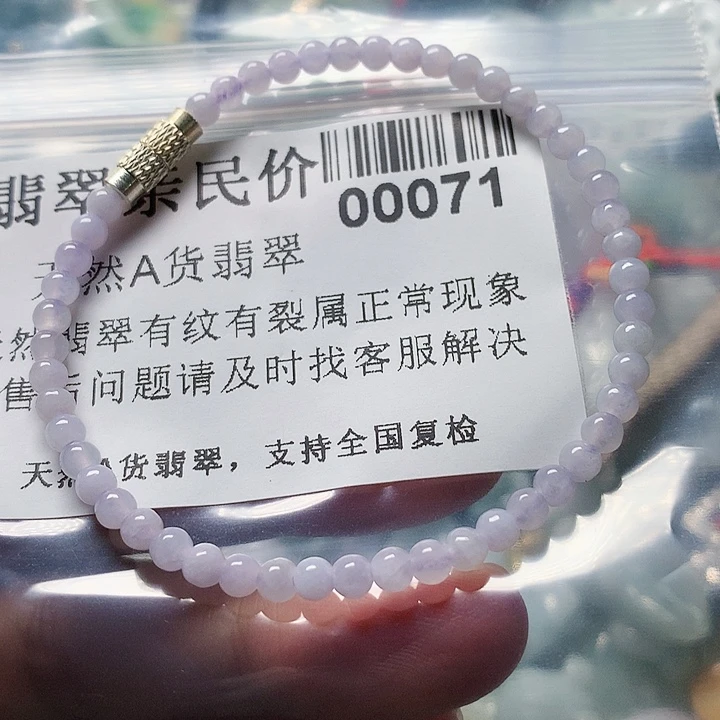 翡翠亲民价
00071
天然A货翡翠
天然翡翠有纹有裂属正常现象
售后问题请及时找客服解决
天然A货翡翠，支持全国复检